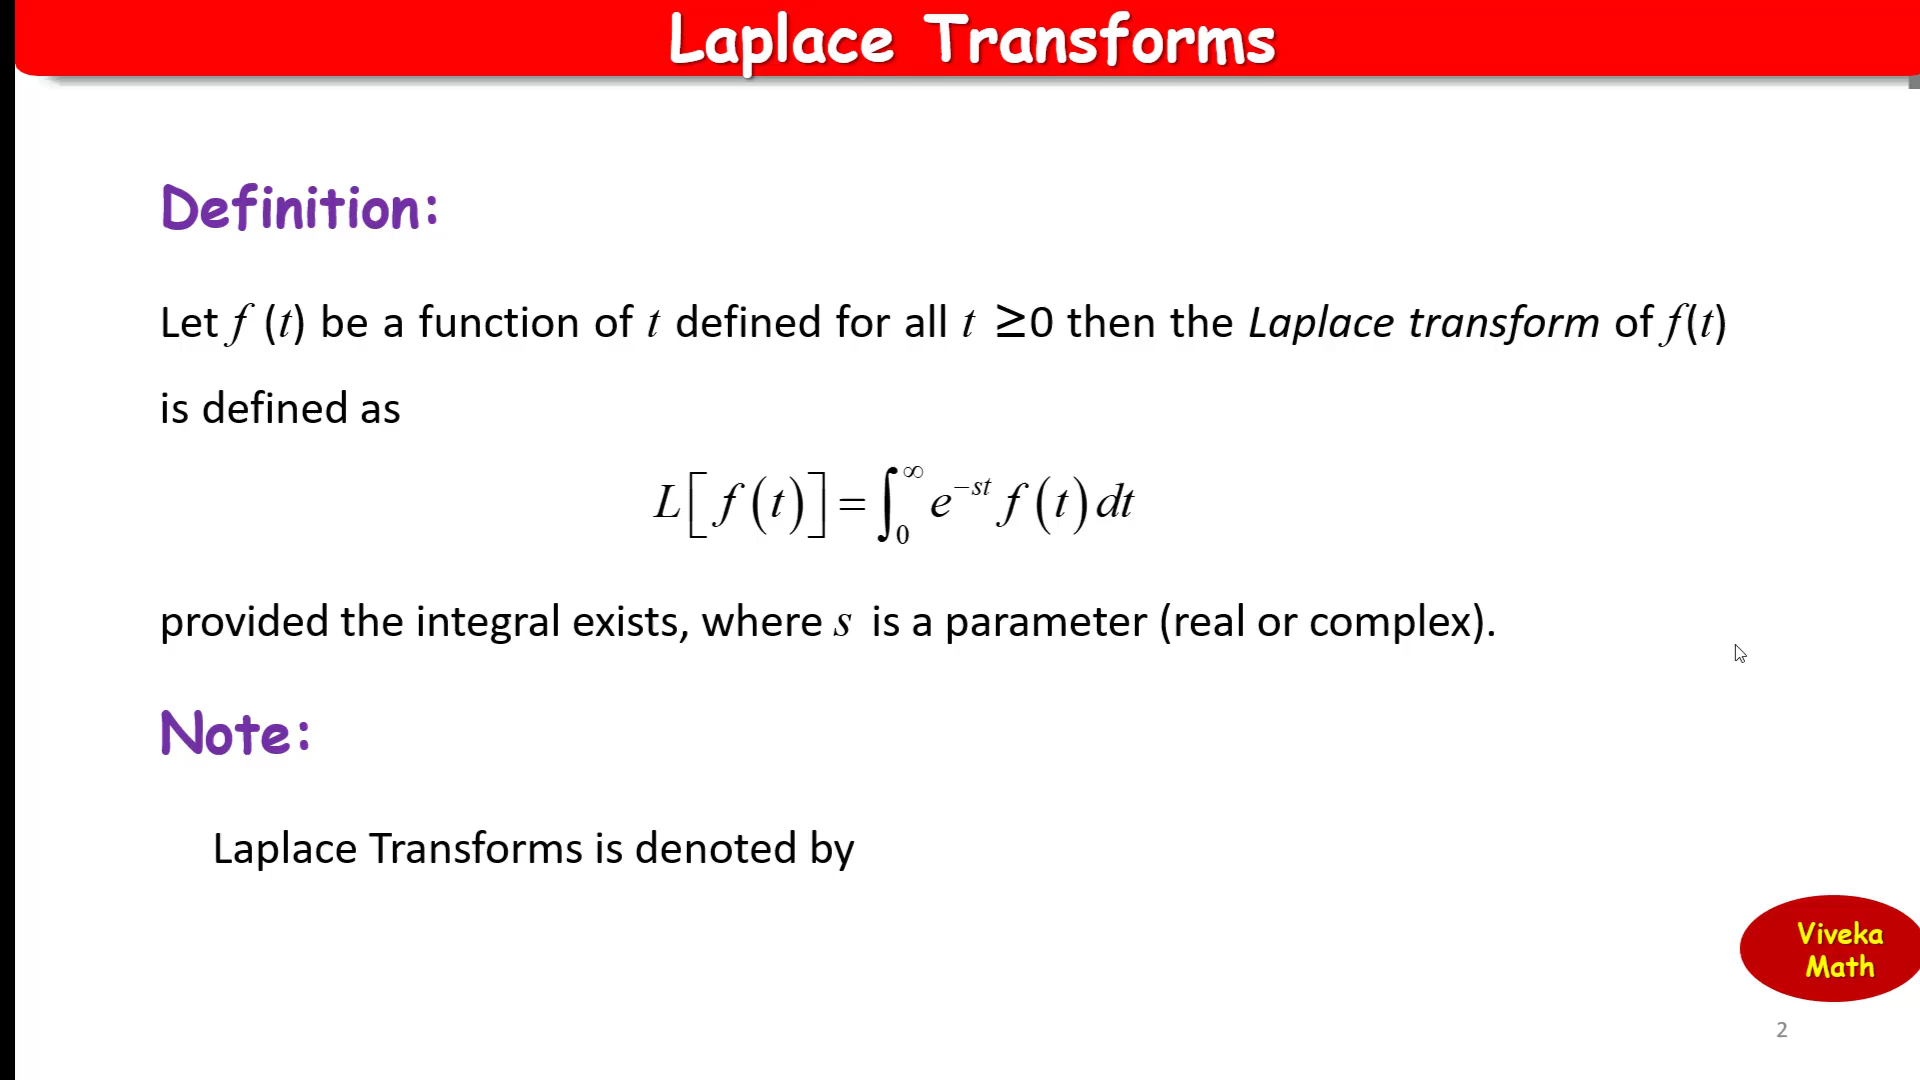 Laplace Transforms
Definition:
Let f (t) be a function of t defined for all t ≥0 then the Laplace transform of f(t)
is defined as
L[f(t)] = ∫₀^∞ e^{-st} f(t) dt
provided the integral exists, where s is a parameter (real or complex).
Note:
Laplace Transforms is denoted by
Viveka
Math
2